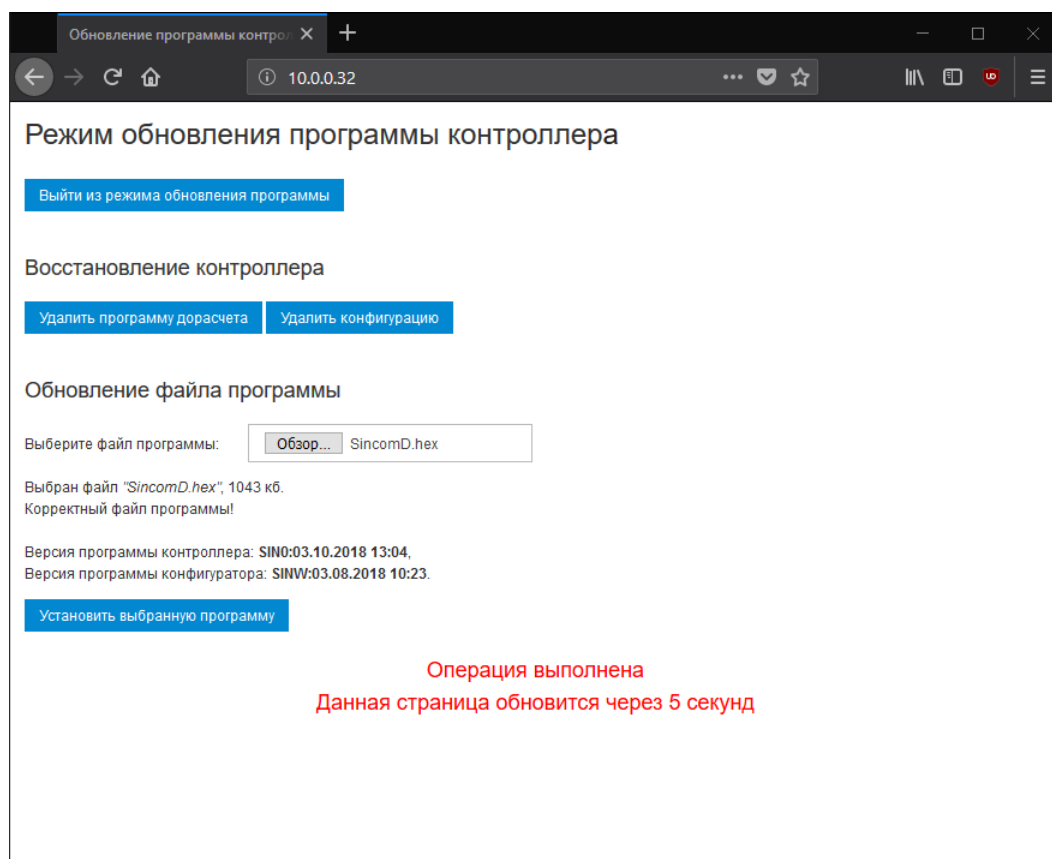 Обновление программы контрол
10.0.0.32
Режим обновления программы контроллера
Выйти из режима обновления программы
Восстановление контроллера
Удалить программу дорасчета Удалить конфигурацию
Обновление файла программы
Выберите файл программы: Обзор... SincomD.hex
Выбран файл "SincomD.hex", 1043 кб.
Корректный файл программы!
Версия программы контроллера: SIN0:03.10.2018 13:04,
Версия программы конфигуратора: SINW:03.08.2018 10:23.
Установить выбранную программу
Операция выполнена
Данная страница обновится через 5 секунд